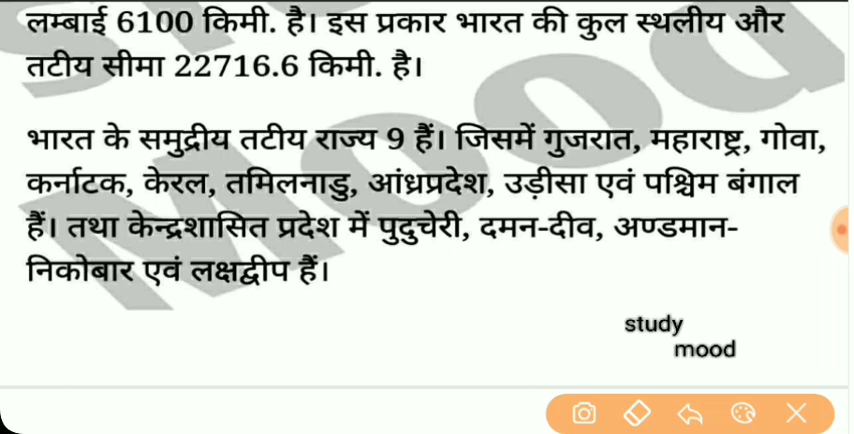 लम्बाई 6100 किमी. है। इस प्रकार भारत की कुल स्थलीय और
तटीय सीमा 22716.6 किमी. है।
भारत के समुद्रीय तटीय राज्य 9 हैं। जिसमें गुजरात, महाराष्ट्र, गोवा,
कर्नाटक, केरल, तमिलनाडु, आंध्रप्रदेश, उड़ीसा एवं पश्चिम बंगाल
हैं। तथा केन्द्रशासित प्रदेश में पुदुचेरी, दमन-दीव, अण्डमान-
निकोबार एवं लक्षद्वीप हैं।
study
mood
Mood